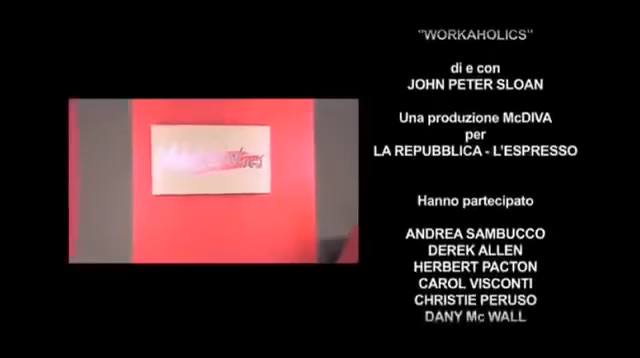 "WORKAHOLICS"
di e con
JOHN PETER SLOAN
Una produzione McDIVA
per
LA REPUBBLICA - L'ESPRESSO
Hanno partecipato
ANDREA SAMBUCCO
DEREK ALLEN
HERBERT PACTON
CAROL VISCONTI
CHRISTIE PERUSO
DANY Mc WALL